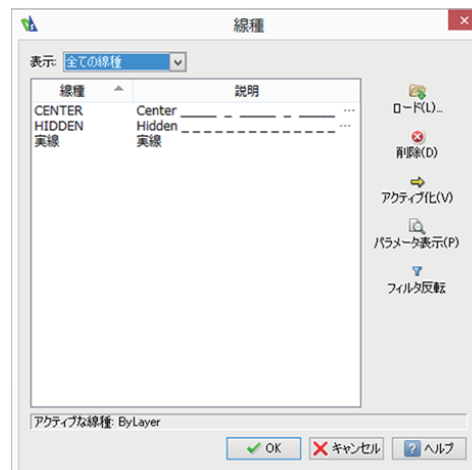 線種
表示: 全ての線種
線種 説明
CENTER Center ____ _ ____ _ ____ ...
HIDDEN Hidden _ _ _ _ _ _ _ _ _ _ _ _ _ _ ...
実線 実線
ロード(L)...
削除(D)
アクティブ化(V)
パラメータ表示(P)
フィルタ反転
アクティブな線種: ByLayer
OK キャンセル ヘルプ